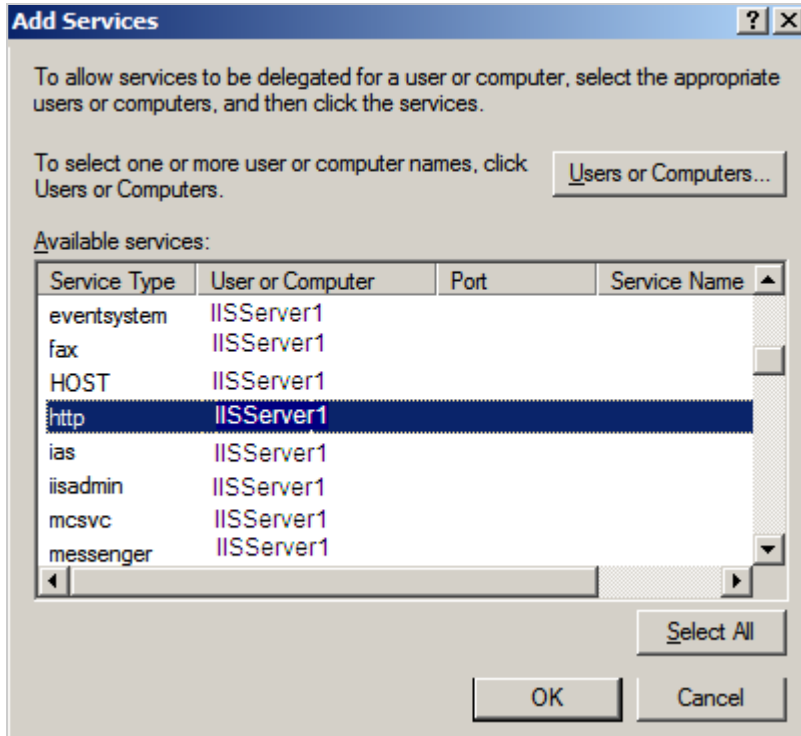 Add Services
To allow services to be delegated for a user or computer, select the appropriate
users or computers, and then click the services.
To select one or more user or computer names, click
Users or Computers.
Users or Computers...
Available services:
Service Type User or Computer Port Service Name
eventsystem IISServer1
fax IISServer1
HOST IISServer1
http IISServer1
ias IISServer1
iisadmin IISServer1
mcsvc IISServer1
messenger IISServer1
Select All
OK Cancel